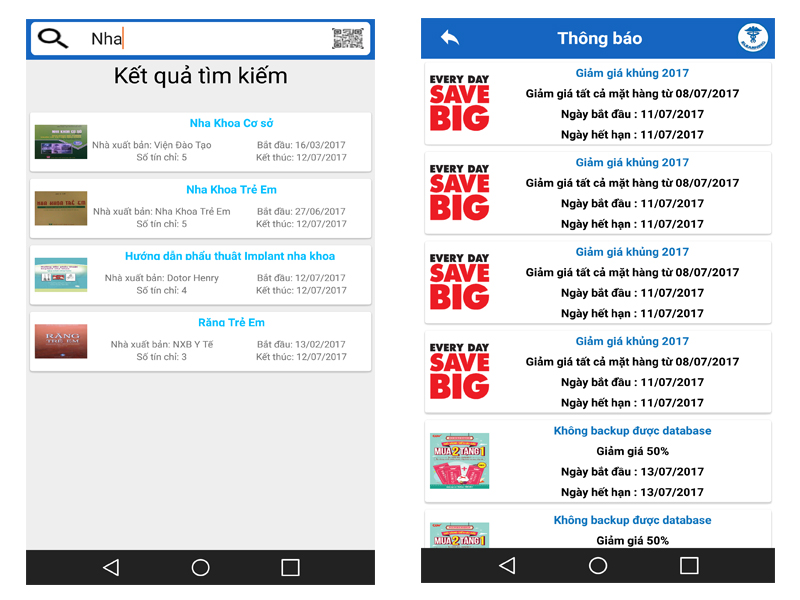 Nha
Kết quả tìm kiếm
Nha Khoa Cơ sở
Nhà xuất bản: Viện Đào Tạo
Bắt đầu: 16/03/2017
Số tín chỉ: 5
Kết thúc: 12/07/2017
NHA KHOA TRẺ EM
Nha Khoa Trẻ Em
Nhà xuất bản: Nha Khoa Trẻ Em
Bắt đầu: 27/06/2017
Số tín chỉ: 5
Kết thúc: 12/07/2017
Hướng dẫn phẩu thuật Implant nha khoa
Nhà xuất bản: Dotor Henry
Bắt đầu: 12/07/2017
Số tín chỉ: 4
Kết thúc: 12/07/2017
RĂNG
TRẺ EM
Răng Trẻ Em
Nhà xuất bản: NXB Y Tế
Bắt đầu: 13/02/2017
Số tín chỉ: 3
Kết thúc: 12/07/2017
Thông báo
EVERY DAY
SAVE
BIG
Giảm giá khủng 2017
Giảm giá tất cả mặt hàng từ 08/07/2017
Ngày bắt đầu : 11/07/2017
Ngày hết hạn : 11/07/2017
EVERY DAY
SAVE
BIG
Giảm giá khủng 2017
Giảm giá tất cả mặt hàng từ 08/07/2017
Ngày bắt đầu : 11/07/2017
Ngày hết hạn : 11/07/2017
EVERY DAY
SAVE
BIG
Giảm giá khủng 2017
Giảm giá tất cả mặt hàng từ 08/07/2017
Ngày bắt đầu : 11/07/2017
Ngày hết hạn : 11/07/2017
EVERY DAY
SAVE
BIG
Giảm giá khủng 2017
Giảm giá tất cả mặt hàng từ 08/07/2017
Ngày bắt đầu : 11/07/2017
Ngày hết hạn : 11/07/2017
MUA 2 TẶNG 1
Không backup được database
Giảm giá 50%
Ngày bắt đầu : 13/07/2017
Ngày hết hạn : 13/07/2017
MUA 2 TẶNG 1
Không backup được database
Giảm giá 50%